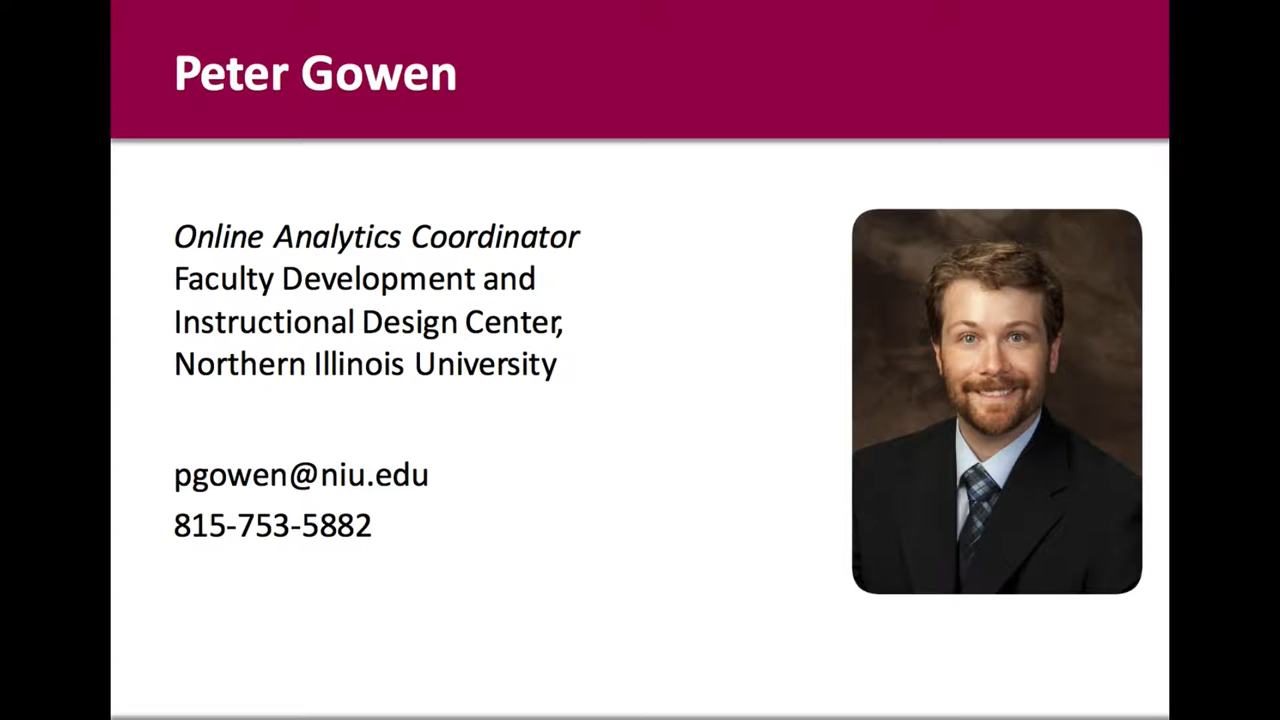 Peter Gowen
Online Analytics Coordinator
Faculty Development and
Instructional Design Center,
Northern Illinois University
pgowen@niu.edu
815-753-5882